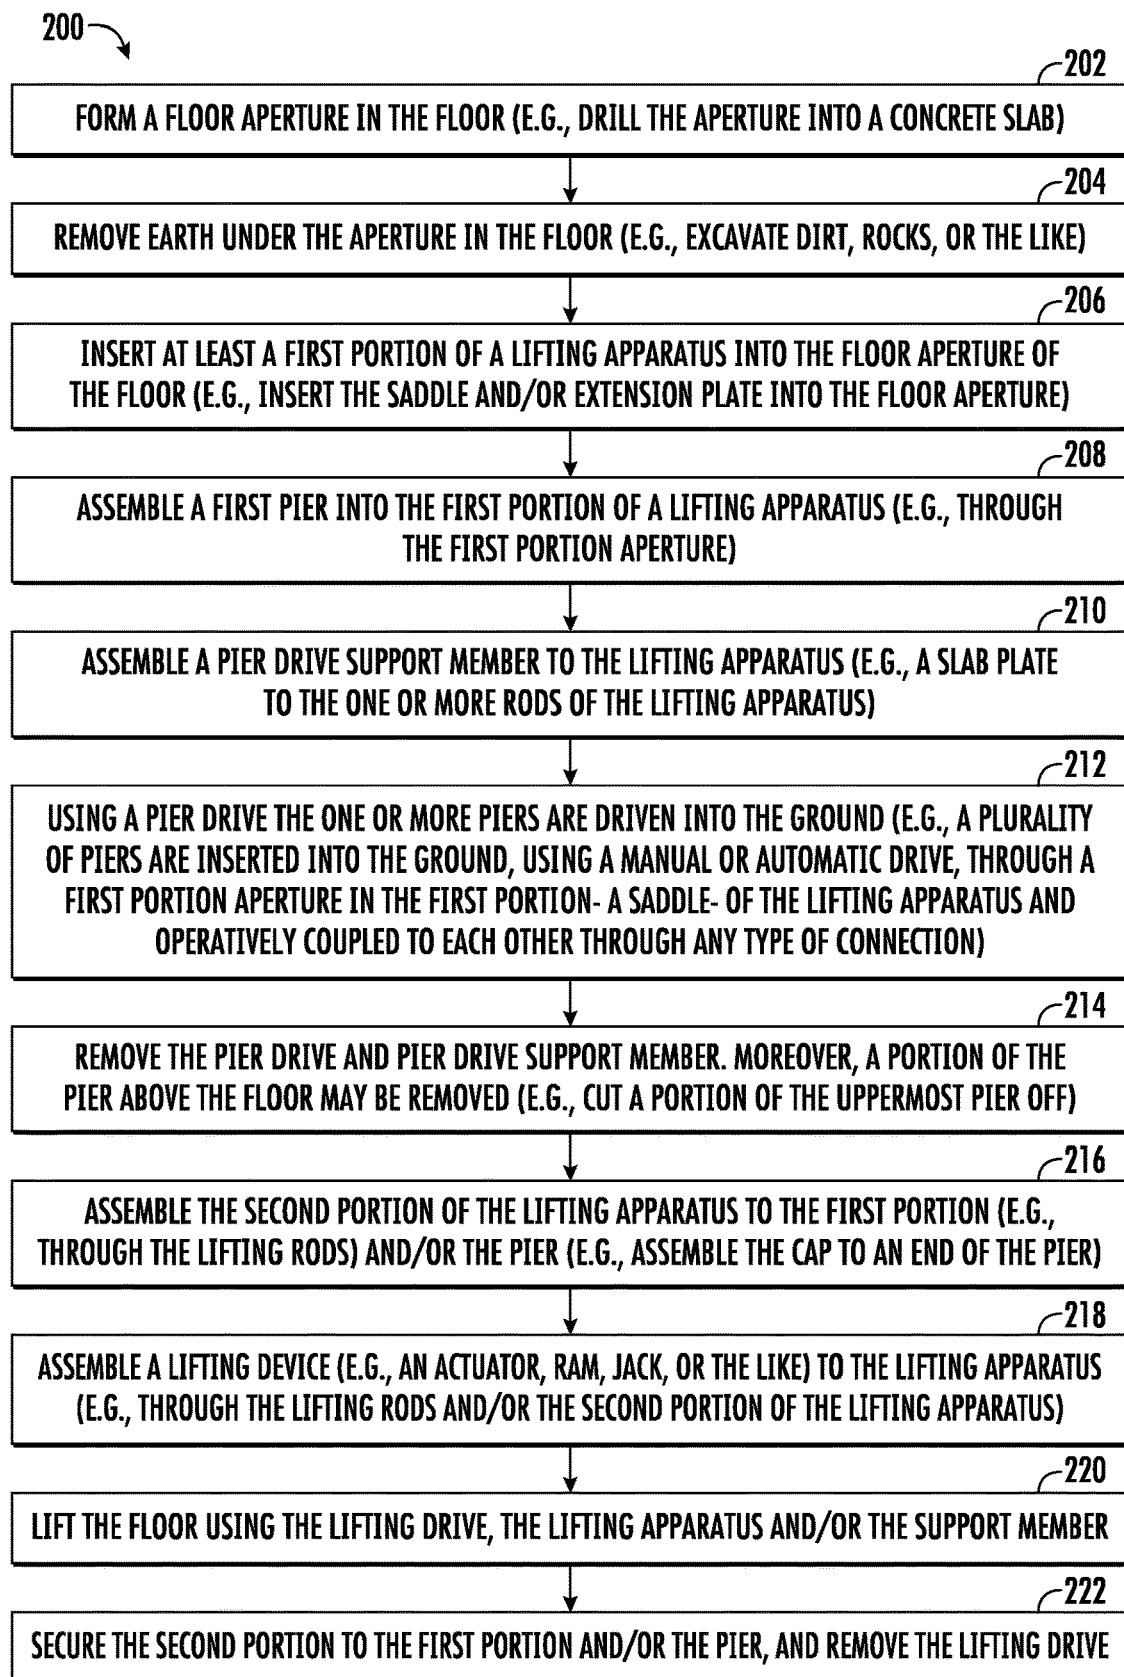 200
202
FORM A FLOOR APERTURE IN THE FLOOR (E.G., DRILL THE APERTURE INTO A CONCRETE SLAB)
204
REMOVE EARTH UNDER THE APERTURE IN THE FLOOR (E.G., EXCAVATE DIRT, ROCKS, OR THE LIKE)
206
INSERT AT LEAST A FIRST PORTION OF A LIFTING APPARATUS INTO THE FLOOR APERTURE OF
THE FLOOR (E.G., INSERT THE SADDLE AND/OR EXTENSION PLATE INTO THE FLOOR APERTURE)
208
ASSEMBLE A FIRST PIER INTO THE FIRST PORTION OF A LIFTING APPARATUS (E.G., THROUGH
THE FIRST PORTION APERTURE)
210
ASSEMBLE A PIER DRIVE SUPPORT MEMBER TO THE LIFTING APPARATUS (E.G., A SLAB PLATE
TO THE ONE OR MORE RODS OF THE LIFTING APPARATUS)
212
USING A PIER DRIVE THE ONE OR MORE PIERS ARE DRIVEN INTO THE GROUND (E.G., A PLURALITY
OF PIERS ARE INSERTED INTO THE GROUND, USING A MANUAL OR AUTOMATIC DRIVE, THROUGH A
FIRST PORTION APERTURE IN THE FIRST PORTION- A SADDLE- OF THE LIFTING APPARATUS AND
OPERATIVELY COUPLED TO EACH OTHER THROUGH ANY TYPE OF CONNECTION)
214
REMOVE THE PIER DRIVE AND PIER DRIVE SUPPORT MEMBER. MOREOVER, A PORTION OF THE
PIER ABOVE THE FLOOR MAY BE REMOVED (E.G., CUT A PORTION OF THE UPPERMOST PIER OFF)
216
ASSEMBLE THE SECOND PORTION OF THE LIFTING APPARATUS TO THE FIRST PORTION (E.G.,
THROUGH THE LIFTING RODS) AND/OR THE PIER (E.G., ASSEMBLE THE CAP TO AN END OF THE PIER)
218
ASSEMBLE A LIFTING DEVICE (E.G., AN ACTUATOR, RAM, JACK, OR THE LIKE) TO THE LIFTING APPARATUS
(E.G., THROUGH THE LIFTING RODS AND/OR THE SECOND PORTION OF THE LIFTING APPARATUS)
220
LIFT THE FLOOR USING THE LIFTING DRIVE, THE LIFTING APPARATUS AND/OR THE SUPPORT MEMBER
222
SECURE THE SECOND PORTION TO THE FIRST PORTION AND/OR THE PIER, AND REMOVE THE LIFTING DRIVE